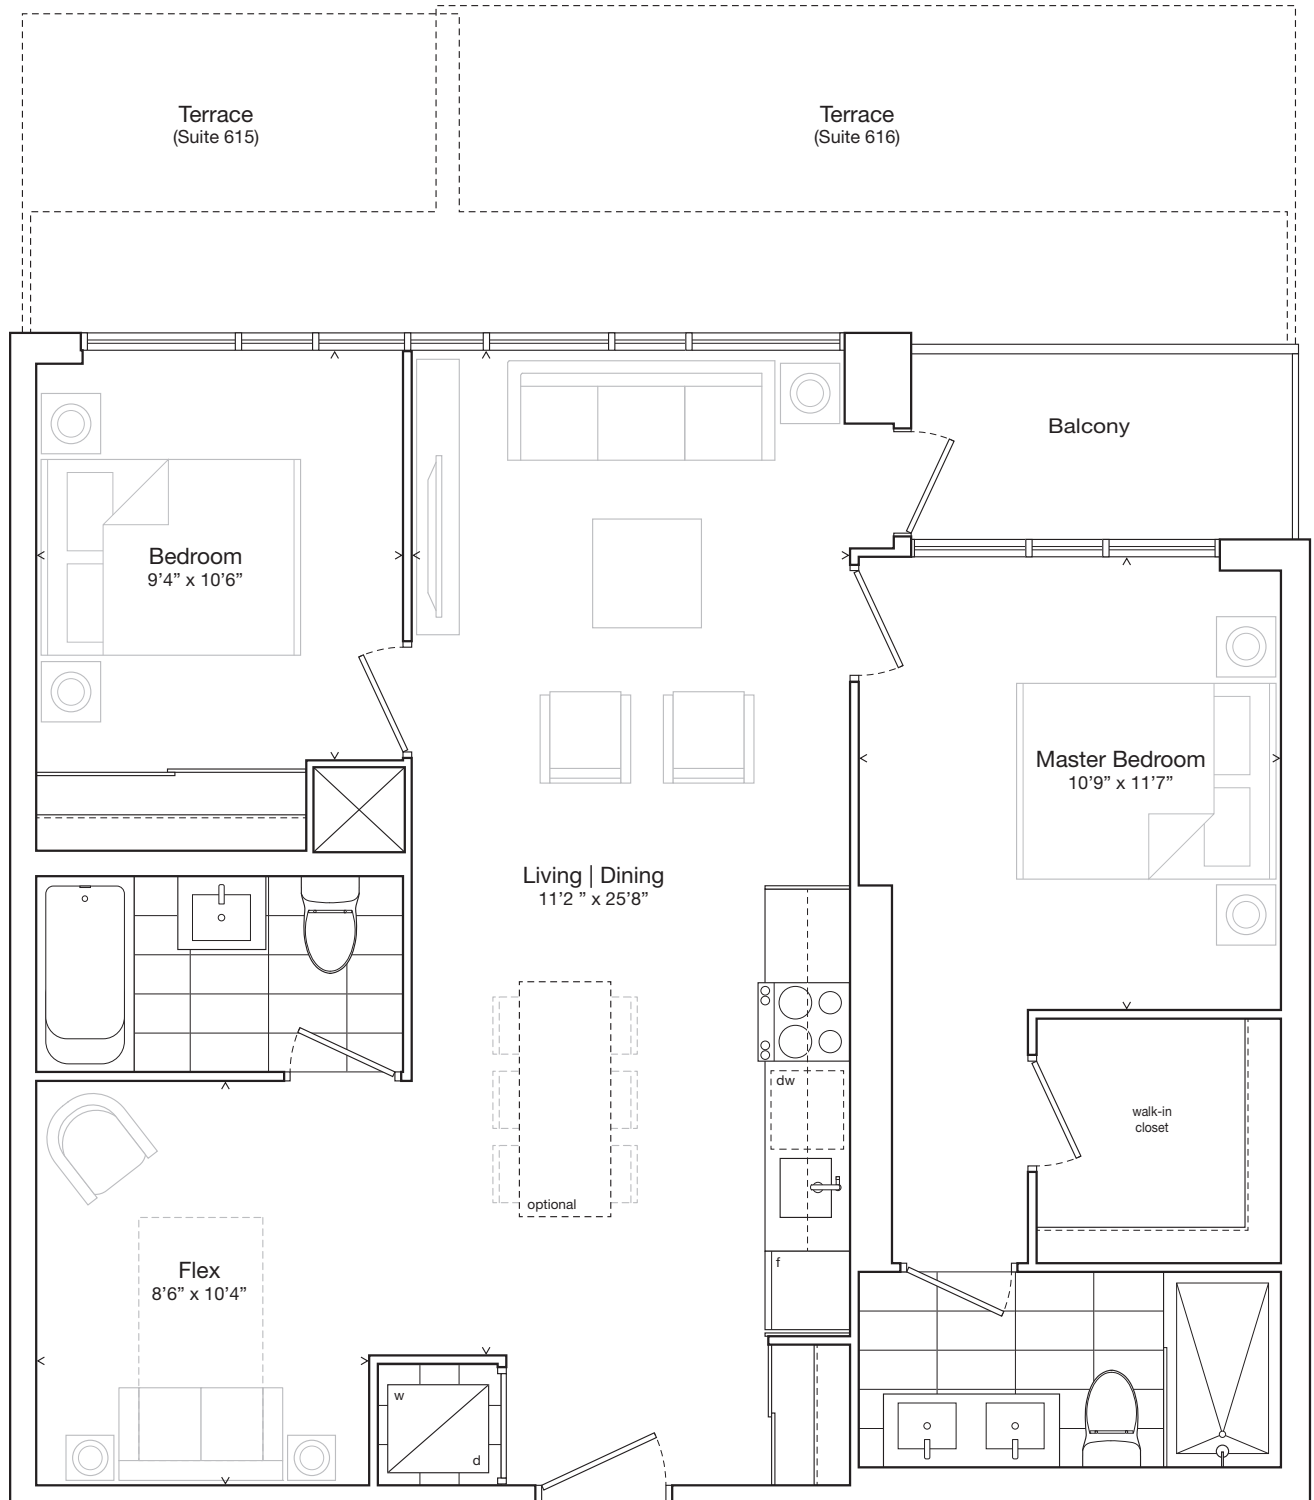 Terrace
(Suite 615)
Terrace
(Suite 616)
Balcony
Bedroom
9’4” x 10’6”
Master Bedroom
10’9” x 11’7”
Living | Dining
11’2 ” x 25’8”
dw
walk-in
closet
optional
f
Flex
8’6” x 10’4”
w
d